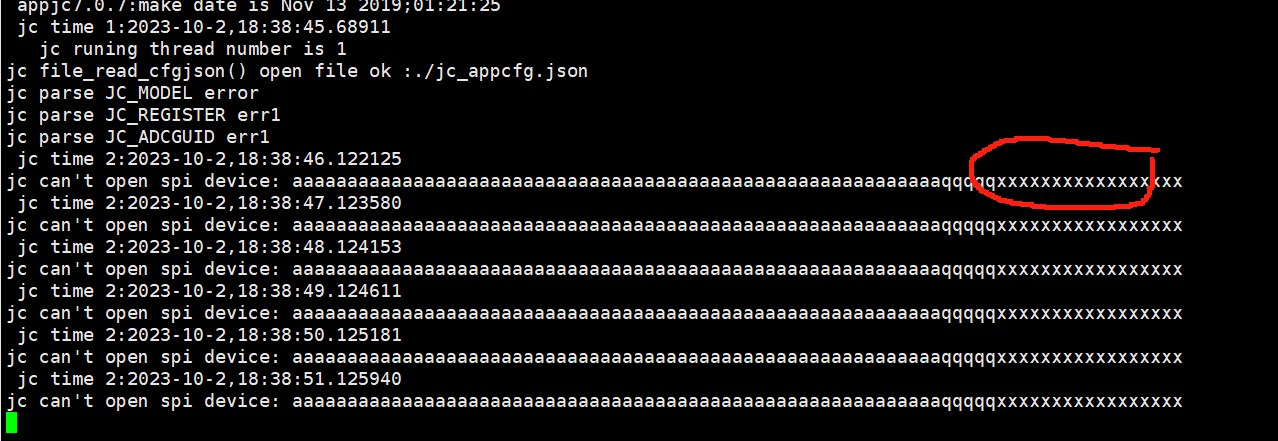 appjc7.0.7:make date is Nov 13 2019;01:21:25
jc time 1:2023-10-2,18:38:45.68911
jc runing thread number is 1
jc file_read_cfgjson() open file ok :./jc_appcfg.json
jc parse JC_MODEL error
jc parse JC_REGISTER err1
jc parse JC_ADCGUID err1
jc time 2:2023-10-2,18:38:46.122125
jc can't open spi device: aaaaaaaaaaaaaaaaaaaaaaaaaaaaaaaaaaaaaaaaaaaaaaaaaaaaaaaaaaaqqqqqxxxxxxxxxxxxxxxxx
jc time 2:2023-10-2,18:38:47.123580
jc can't open spi device: aaaaaaaaaaaaaaaaaaaaaaaaaaaaaaaaaaaaaaaaaaaaaaaaaaaaaaaaaaaqqqqqxxxxxxxxxxxxxxxxx
jc time 2:2023-10-2,18:38:48.124153
jc can't open spi device: aaaaaaaaaaaaaaaaaaaaaaaaaaaaaaaaaaaaaaaaaaaaaaaaaaaaaaaaaaaqqqqqxxxxxxxxxxxxxxxxx
jc time 2:2023-10-2,18:38:49.124611
jc can't open spi device: aaaaaaaaaaaaaaaaaaaaaaaaaaaaaaaaaaaaaaaaaaaaaaaaaaaaaaaaaaaqqqqqxxxxxxxxxxxxxxxxx
jc time 2:2023-10-2,18:38:50.125181
jc can't open spi device: aaaaaaaaaaaaaaaaaaaaaaaaaaaaaaaaaaaaaaaaaaaaaaaaaaaaaaaaaaaqqqqqxxxxxxxxxxxxxxxxx
jc time 2:2023-10-2,18:38:51.125940
jc can't open spi device: aaaaaaaaaaaaaaaaaaaaaaaaaaaaaaaaaaaaaaaaaaaaaaaaaaaaaaaaaaaqqqqqxxxxxxxxxxxxxxxxx